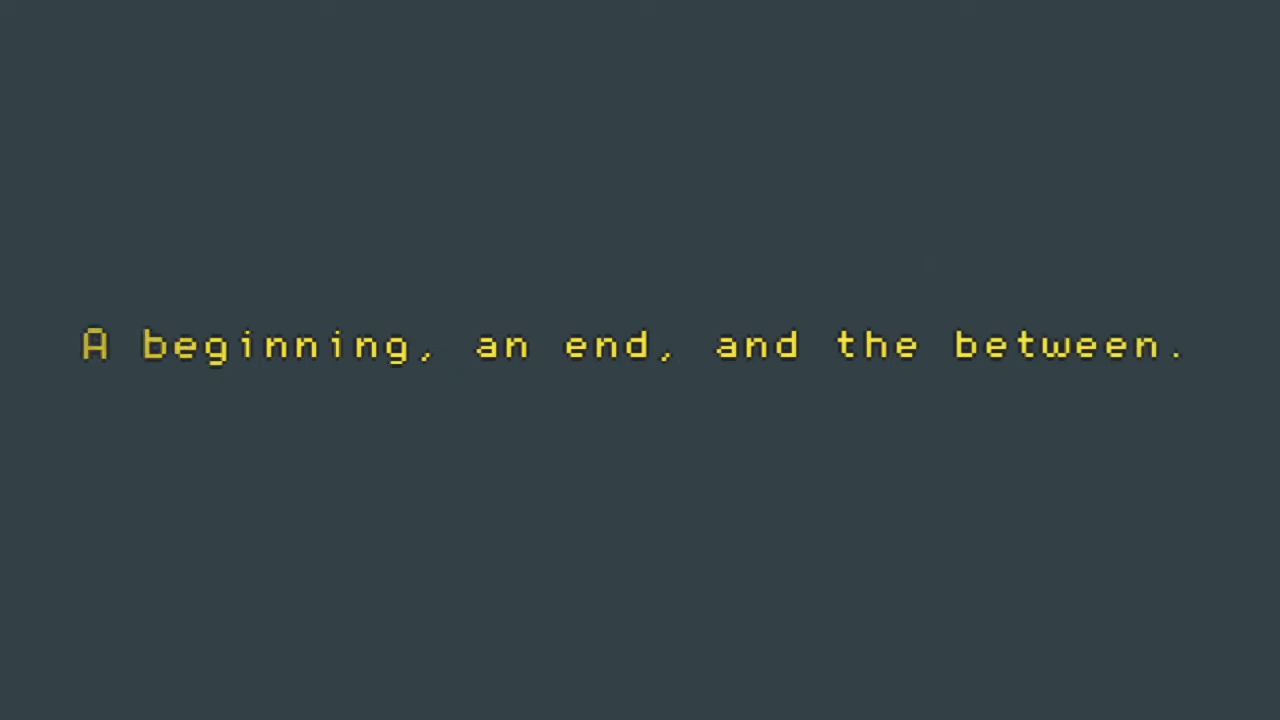 A beginning, an end, and the between.